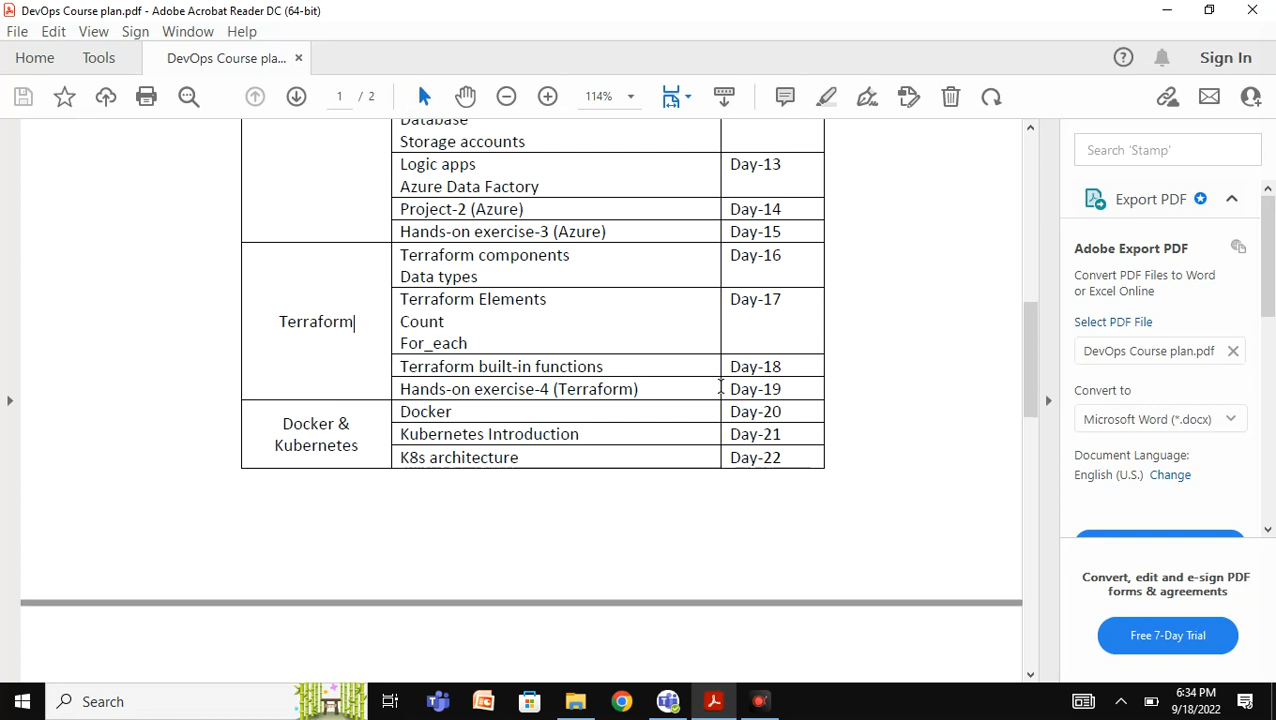 DevOps Course plan.pdf - Adobe Acrobat Reader DC (64-bit)
File Edit View Sign Window Help
Home Tools DevOps Course pla... Sign In
1 / 2 114%
Database
Storage accounts
Logic apps Day-13
Azure Data Factory
Project-2 (Azure) Day-14
Hands-on exercise-3 (Azure) Day-15
Terraform
Terraform components Day-16
Data types
Terraform Elements Day-17
Count
For_each
Terraform built-in functions Day-18
Hands-on exercise-4 (Terraform) Day-19
Docker &
Kubernetes
Docker Day-20
Kubernetes Introduction Day-21
K8s architecture Day-22
Search 'Stamp'
Export PDF
Adobe Export PDF
Convert PDF Files to Word
or Excel Online
Select PDF File
DevOps Course plan.pdf
Convert to
Microsoft Word (*.docx)
Document Language:
English (U.S.) Change
Convert, edit and e-sign PDF
forms & agreements
Free 7-Day Trial
Search
6:34 PM
9/18/2022